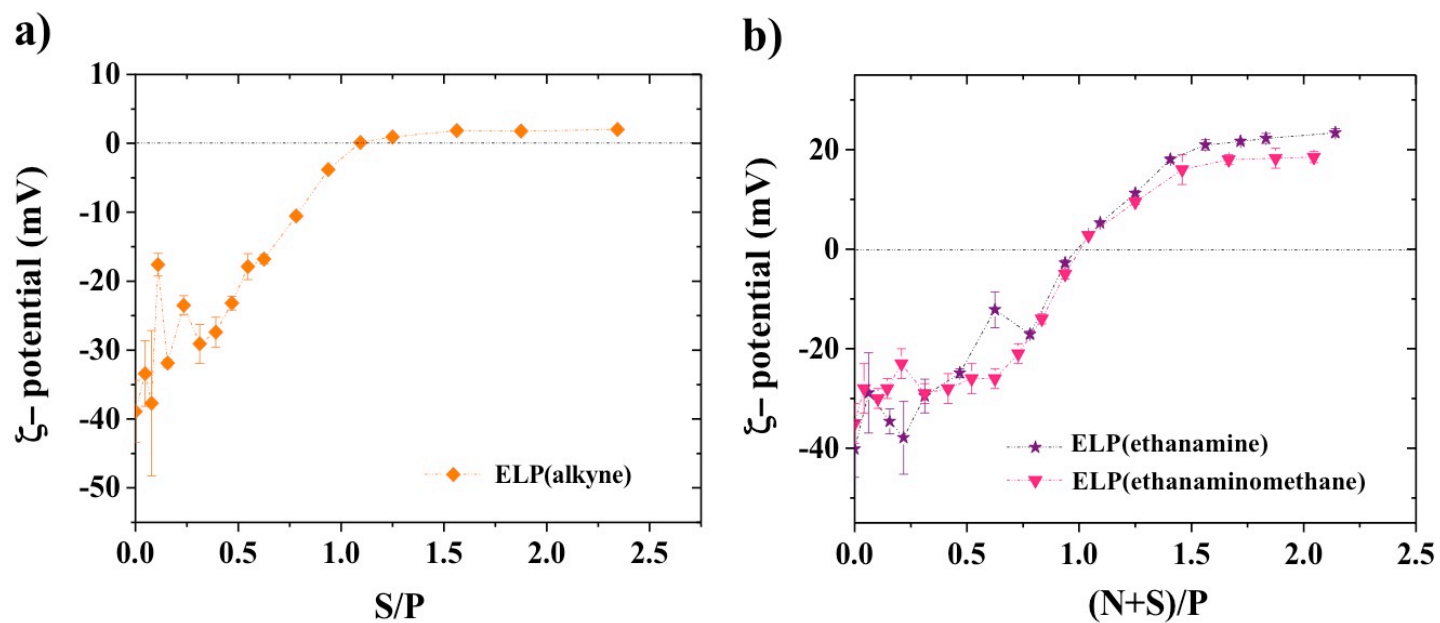 a)
ζ– potential (mV)
10
0
-10
-20
-30
-40
-50
ELP(alkyne)
0.0 0.5 1.0 1.5 2.0 2.5
S/P
b)
ζ– potential (mV)
20
0
-20
-40
ELP(ethanamine)
ELP(ethanaminomethane)
0.0 0.5 1.0 1.5 2.0 2.5
(N+S)/P